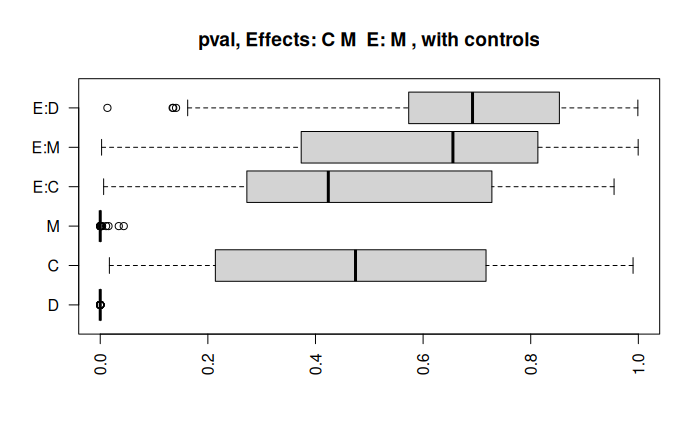 pval, Effects: C M  E: M , with controls
E:D
E:M
E:C
M
C
D
0.0 0.2 0.4 0.6 0.8 1.0